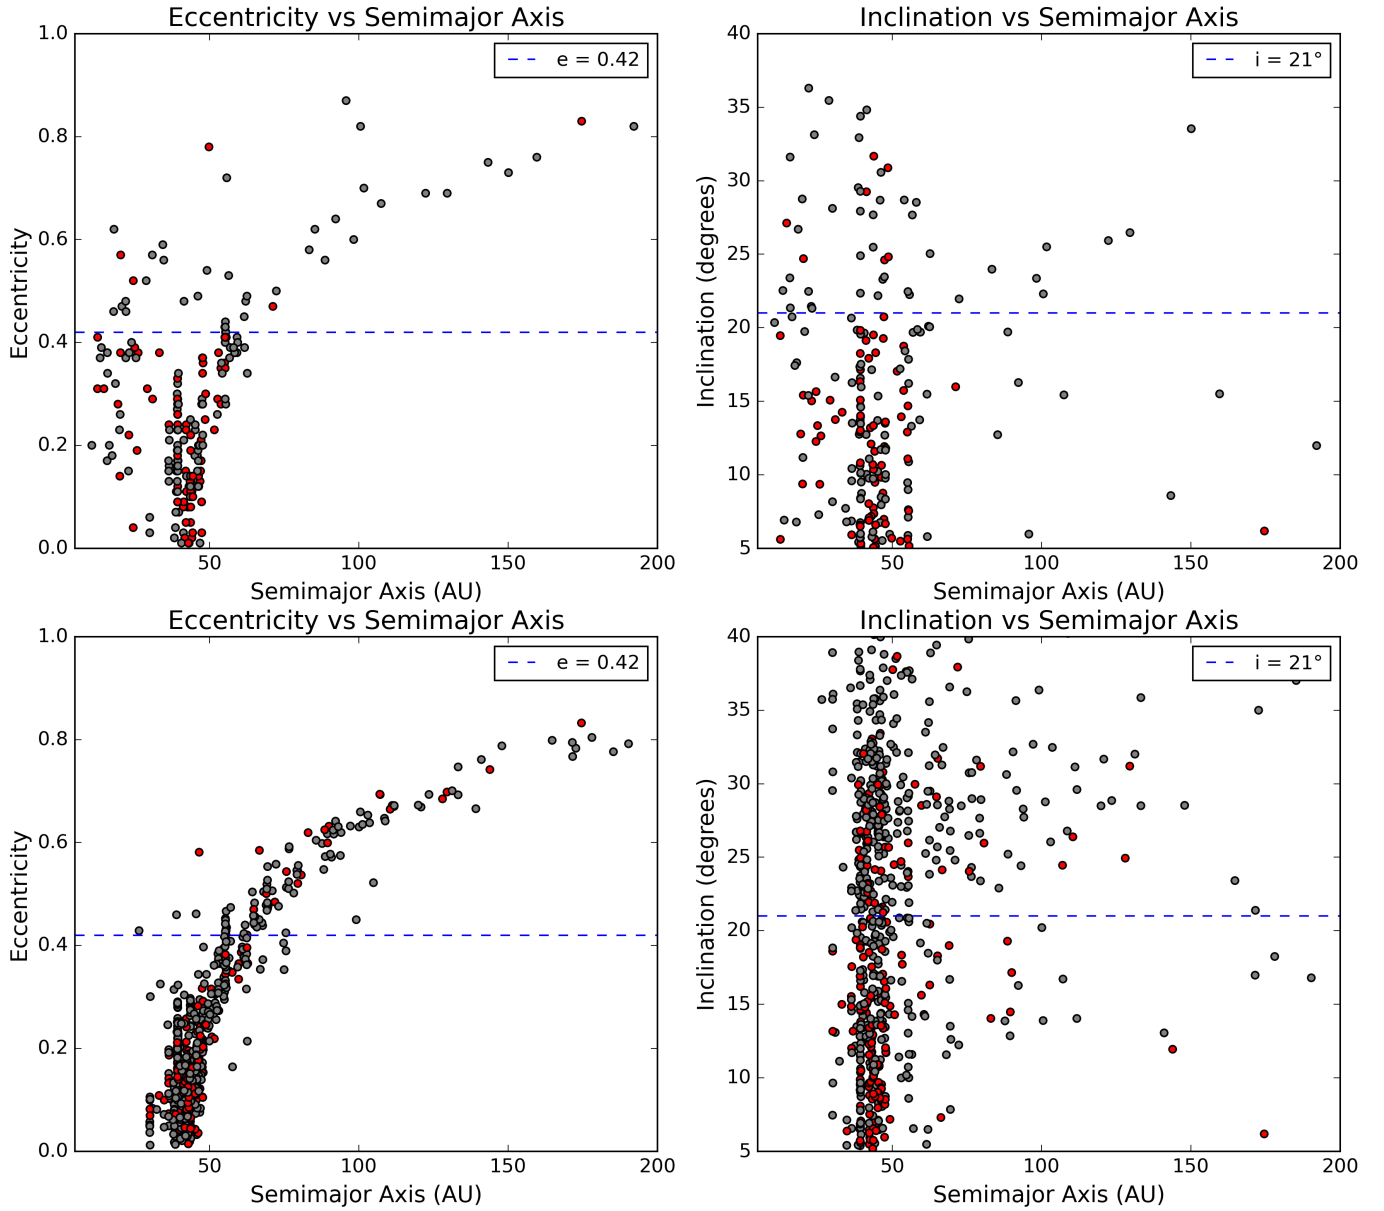 Eccentricity vs Semimajor Axis
1.0
0.8
0.6
0.4
0.2
0.0
Eccentricity
e = 0.42
50
100
150
200
Semimajor Axis (AU)
Inclination vs Semimajor Axis
40
35
30
25
20
15
10
5
Inclination (degrees)
i = 21°
50
100
150
200
Semimajor Axis (AU)
Eccentricity vs Semimajor Axis
1.0
0.8
0.6
0.4
0.2
0.0
Eccentricity
e = 0.42
50
100
150
200
Semimajor Axis (AU)
Inclination vs Semimajor Axis
40
35
30
25
20
15
10
5
Inclination (degrees)
i = 21°
50
100
150
200
Semimajor Axis (AU)